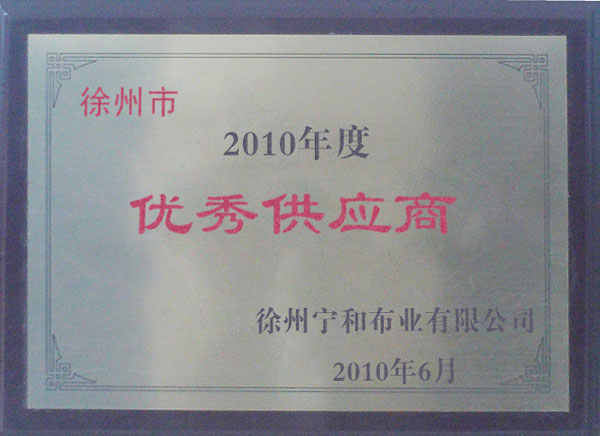 徐州市
2010年度
优秀供应商
徐州宁和布业有限公司
2010年6月